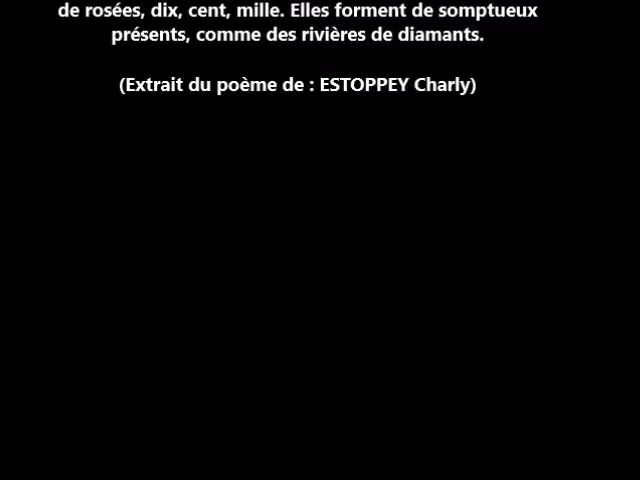 de rosées, dix, cent, mille. Elles forment de somptueux
présents, comme des rivières de diamants.
(Extrait du poème de : ESTOPPEY Charly)